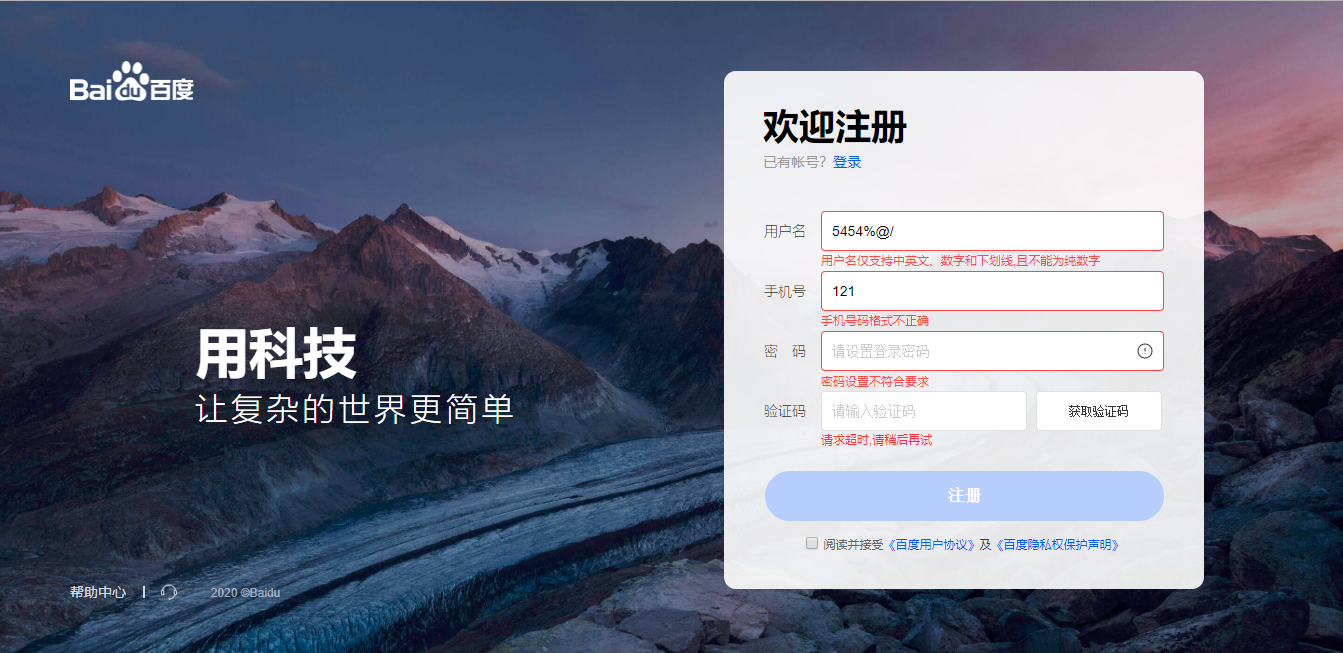 Baidu百度
用科技
让复杂的世界更简单
帮助中心
2020 ©Baidu
欢迎注册
已有帐号？登录
用户名 5454%@/
用户名仅支持中英文、数字和下划线,且不能为纯数字
手机号 121
手机号码格式不正确
密 码 请设置登录密码
密码设置不符合要求
验证码 请输入验证码 获取验证码
请求超时,请稍后再试
注册
阅读并接受《百度用户协议》及《百度隐私权保护声明》